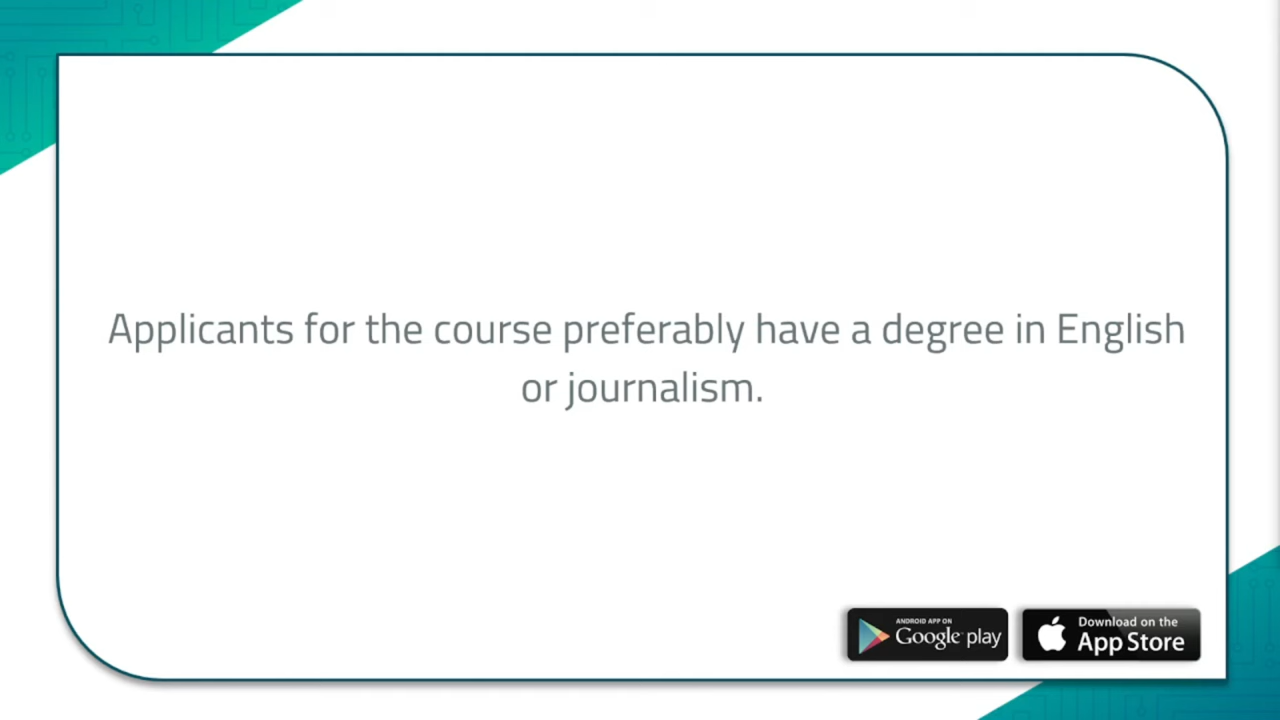 Applicants for the course preferably have a degree in English
or journalism.
ANDROID APP ON
Google play
Download on the
App Store